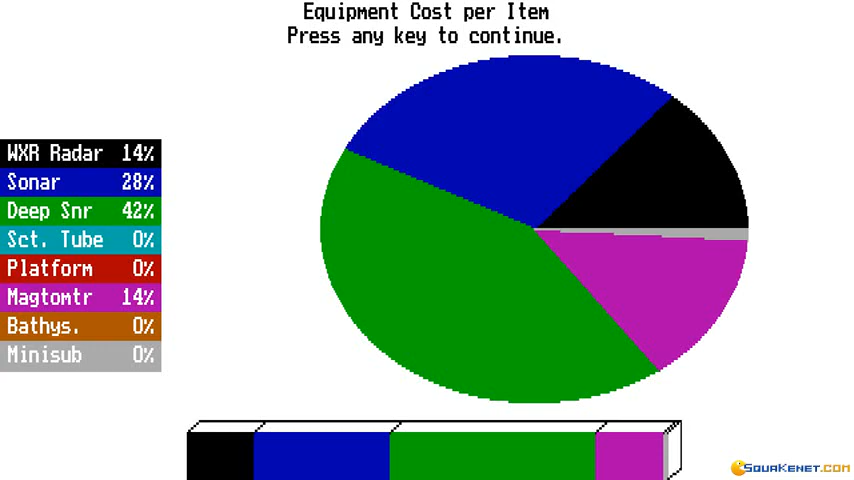 Equipment Cost per Item
Press any key to continue.
WXR Radar 14%
Sonar 28%
Deep Snr 42%
Sct. Tube 0%
Platform 0%
Magtomtr 14%
Bathys. 0%
Minisub 0%
SquaKeNet.com